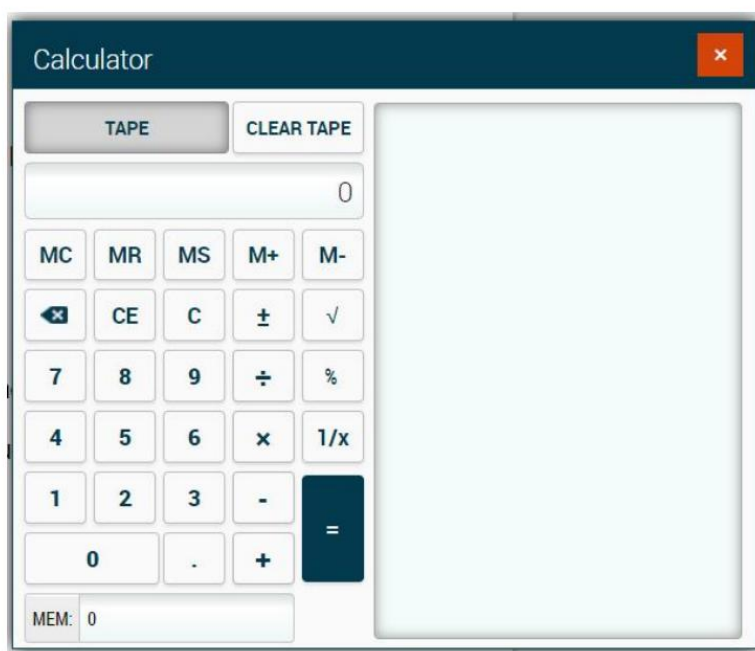 Calculator ×
TAPE CLEAR TAPE
0
MC MR MS M+ M-
CE C ± √
7 8 9 ÷ %
4 5 6 × 1/x
1 2 3 -
=
0 . +
MEM: 0